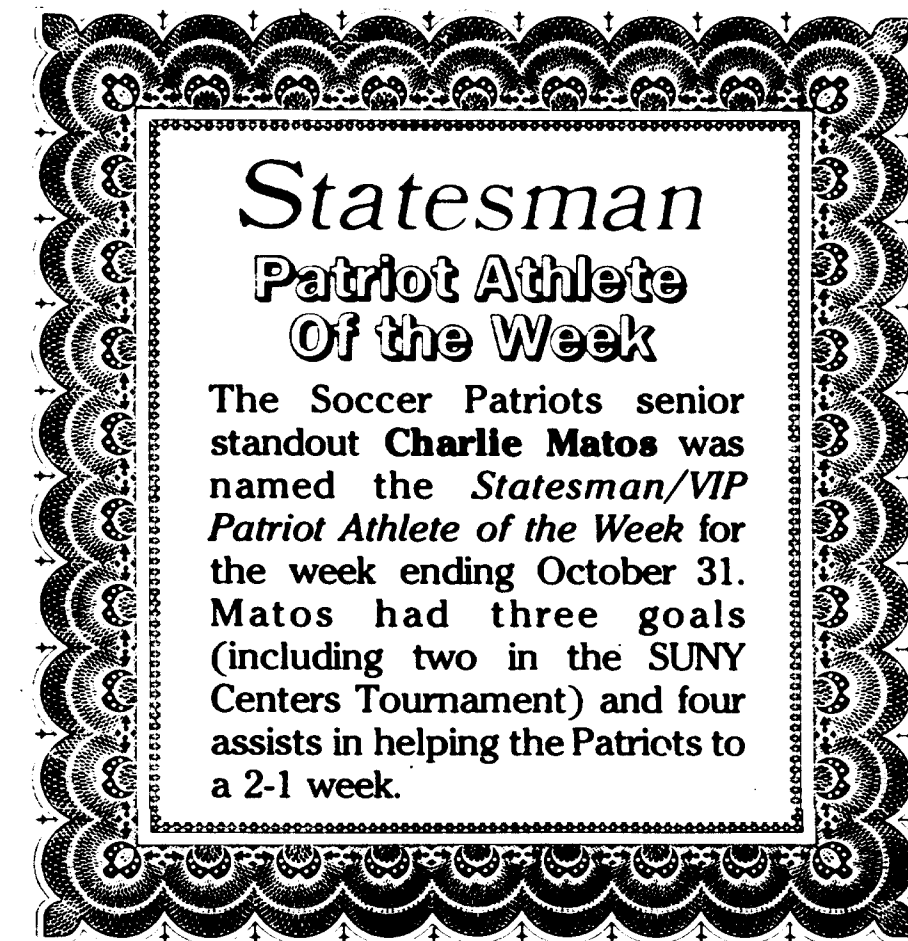 Statesman
Patriot Athlete
Of the Week
The Soccer Patriots senior
standout Charlie Matos was
named the Statesman/VIP
Patriot Athlete of the Week for
the week ending October 31.
Matos had three goals
(including two in the SUNY
Centers Tournament) and four
assists in helping the Patriots to
a 2-1 week.